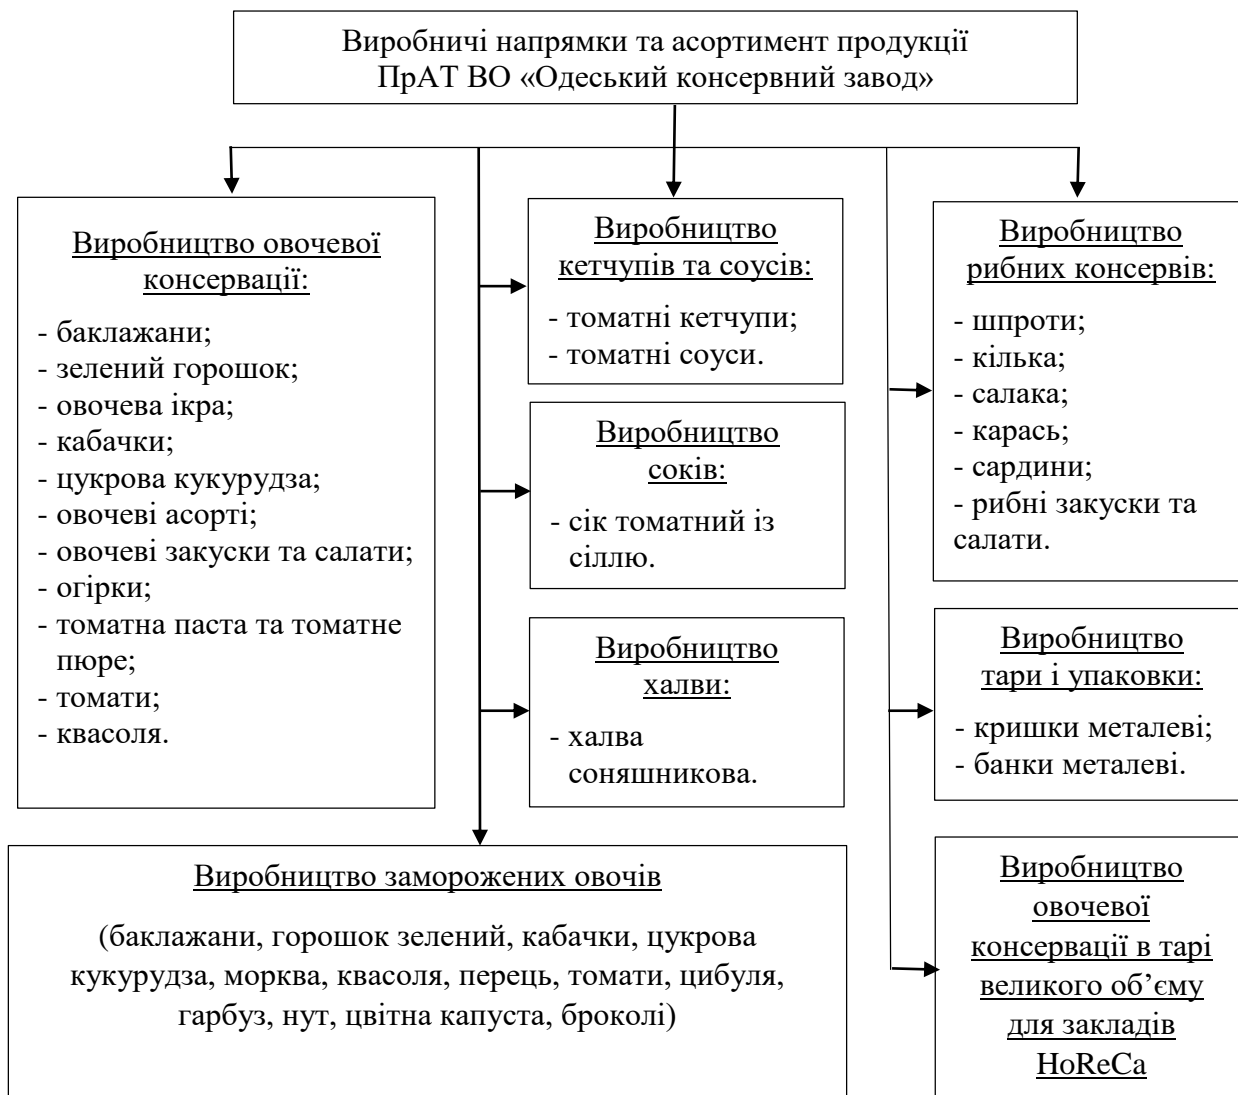 Виробничі напрямки та асортимент продукції
ПрАТ ВО «Одеський консервний завод»
Виробництво овочевої
консервації:
- баклажани;
- зелений горошок;
- овочева ікра;
- кабачки;
- цукрова кукурудза;
- овочеві асорті;
- овочеві закуски та салати;
- огірки;
- томатна паста та томатне
пюре;
- томати;
- квасоля.
Виробництво
кетчупів та соусів:
- томатні кетчупи;
- томатні соуси.
Виробництво
соків:
- сік томатний із
сіллю.
Виробництво
халви:
- халва
соняшникова.
Виробництво
рибних консервів:
- шпроти;
- кілька;
- салака;
- карась;
- сардини;
- рибні закуски та
салати.
Виробництво
тари і упаковки:
- кришки металеві;
- банки металеві.
Виробництво заморожених овочів
(баклажани, горошок зелений, кабачки, цукрова
кукурудза, морква, квасоля, перець, томати, цибуля,
гарбуз, нут, цвітна капуста, броколі)
Виробництво
овочевої
консервації в тарі
великого об’єму
для закладів
HoReCa